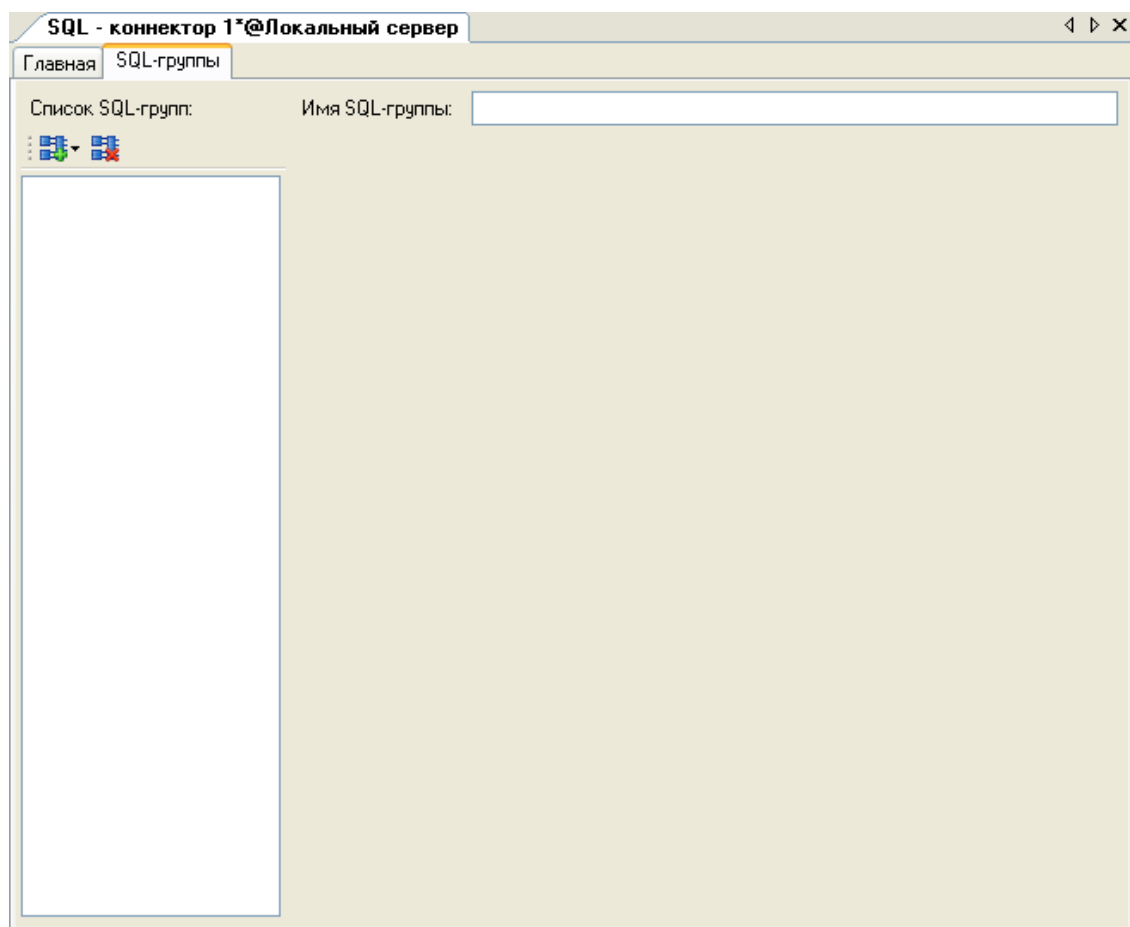 SQL - коннектор 1*@Локальный сервер
Главная SQL-группы
Список SQL-групп: Имя SQL-группы: